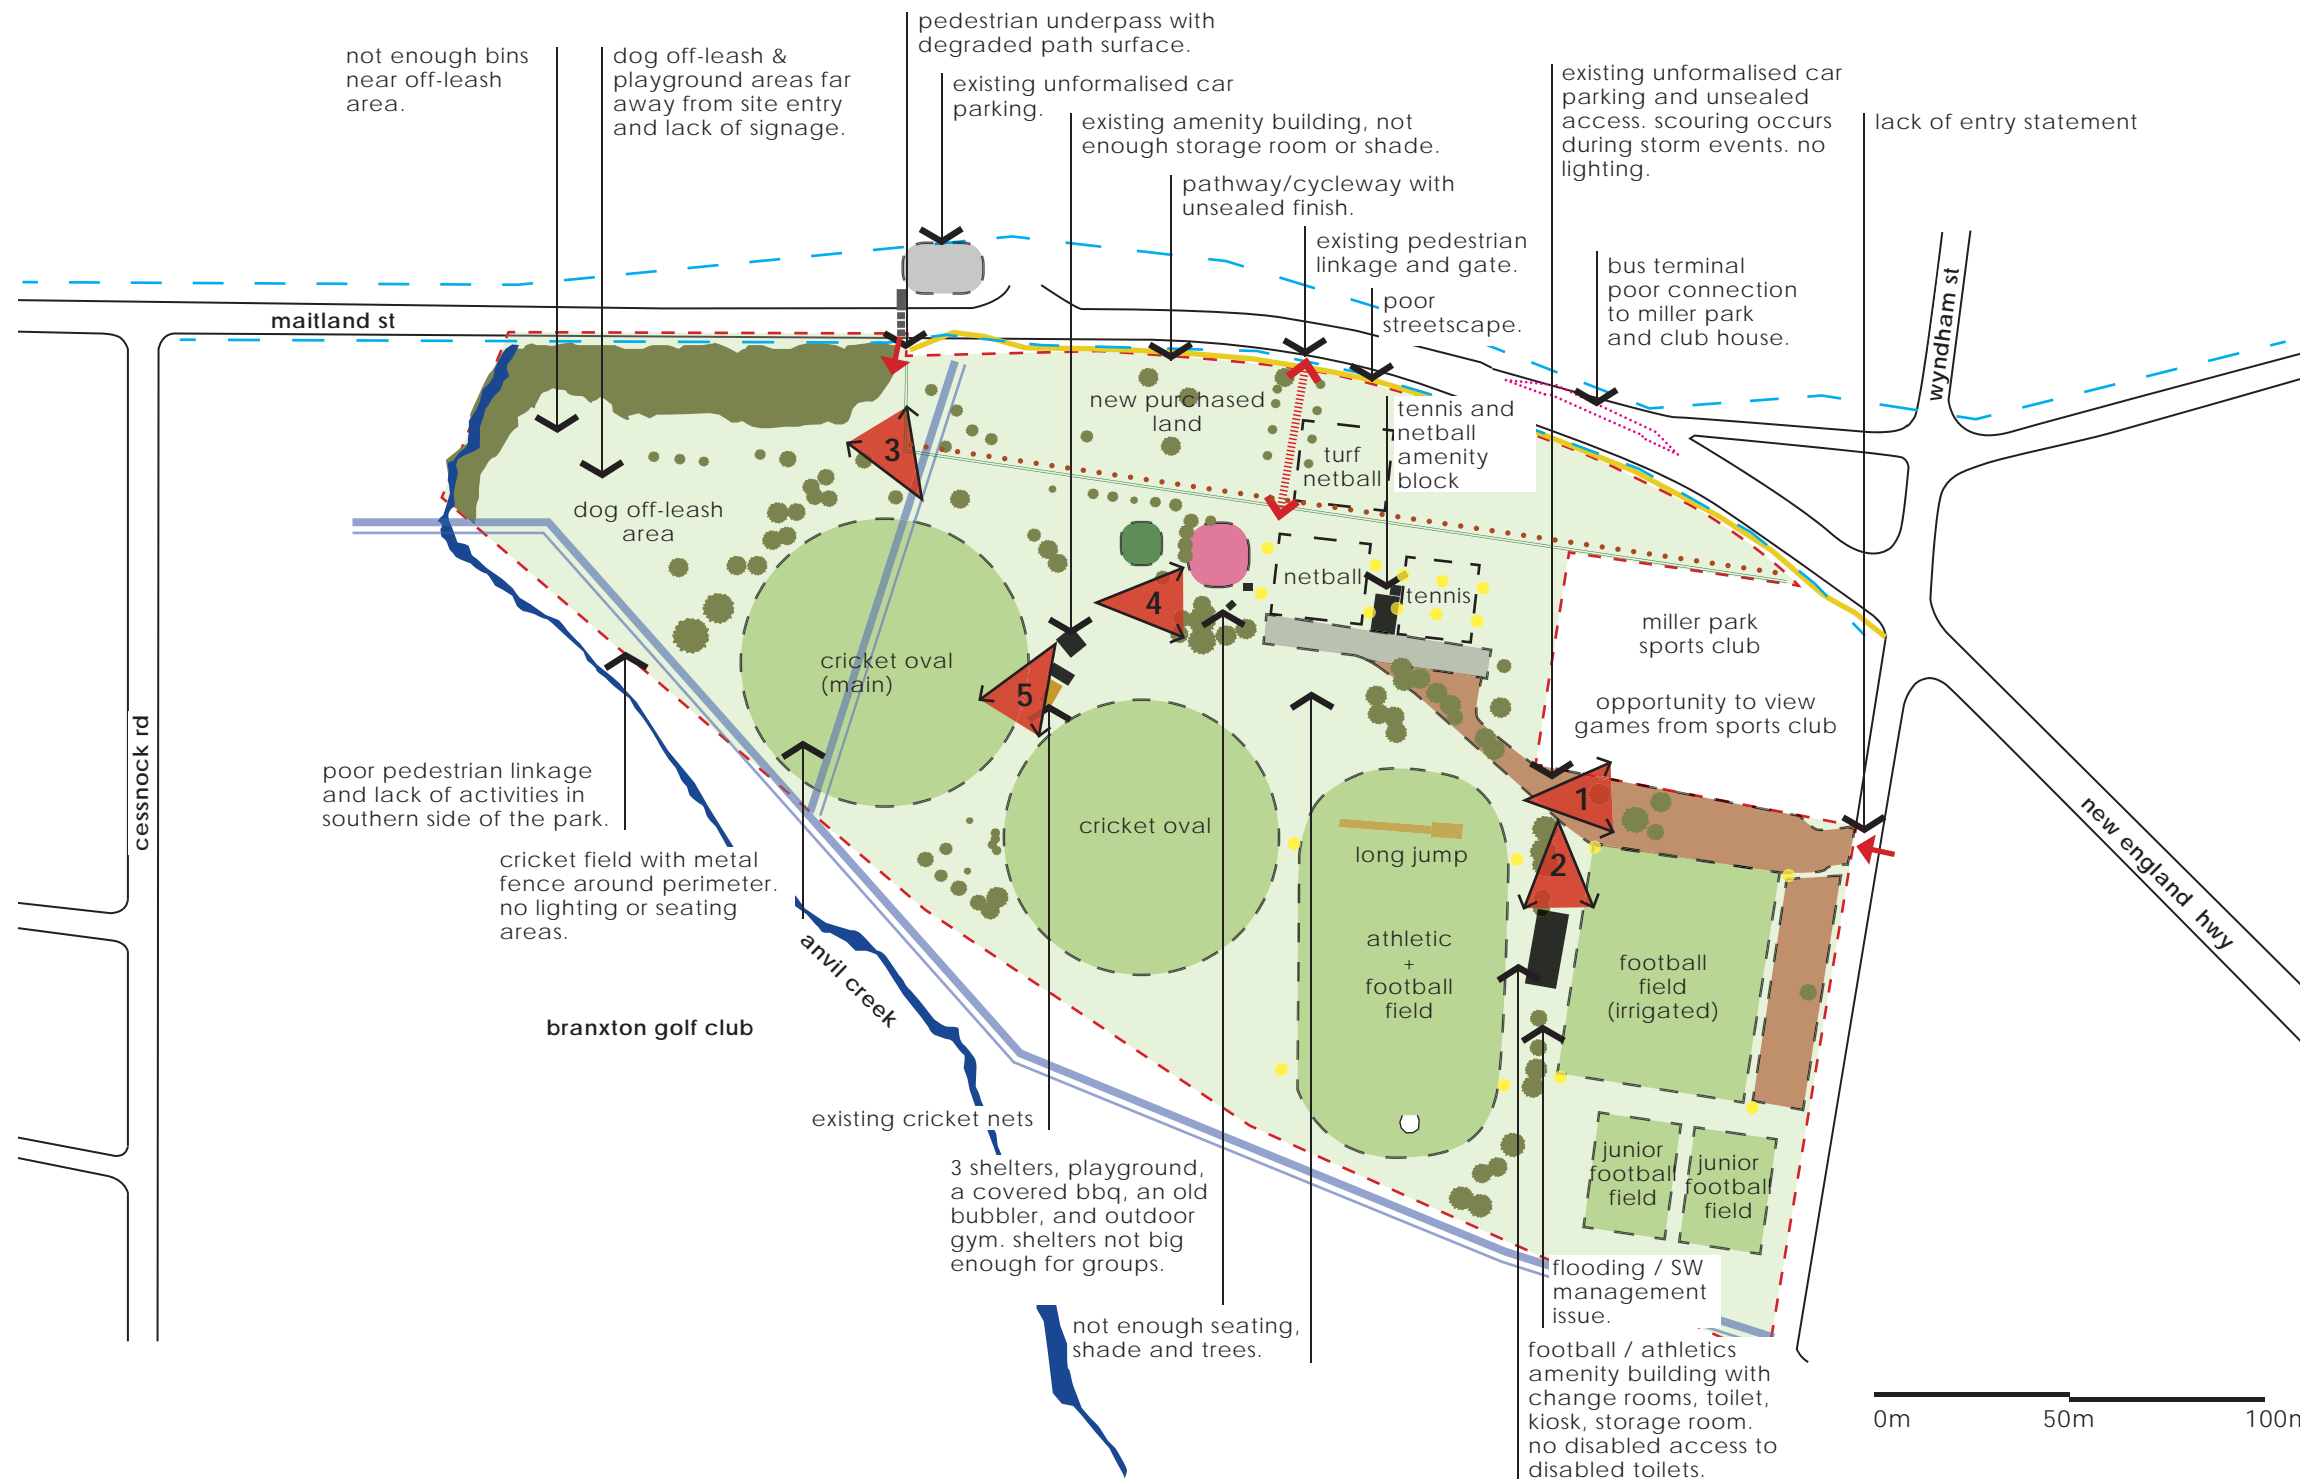 pedestrian underpass with
degraded path surface.
not enough bins
near off-leash
area.
dog off-leash &
playground areas far
away from site entry
and lack of signage.
existing unformalised car
parking.
existing unformalised car
parking and unsealed
access. scouring occurs
during storm events. no
lighting.
existing amenity building, not
enough storage room or shade.
lack of entry statement
pathway/cycleway with
unsealed finish.
existing pedestrian
linkage and gate.
poor
streetscape.
bus terminal
poor connection
to miller park
and club house.
wyndham st
maitland st
new purchased
land
tennis and
netball
amenity
block
turf
netball
3
dog off-leash
area
netball
tennis
4
miller park
sports club
opportunity to view
games from sports club
cricket oval
(main)
5
cessnock rd
poor pedestrian linkage
and lack of activities in
southern side of the park.
1
cricket oval
long jump
2
new england hwy
cricket field with metal
fence around perimeter.
no lighting or seating
areas.
anvil creek
athletic
+
football
field
football
field
(irrigated)
branxton golf club
existing cricket nets
junior
football
field
junior
football
field
3 shelters, playground,
a covered bbq, an old
bubbler, and outdoor
gym. shelters not big
enough for groups.
flooding / SW
management
issue.
not enough seating,
shade and trees.
football / athletics
amenity building with
change rooms, toilet,
kiosk, storage room.
no disabled access to
disabled toilets.
0m
50m
100m